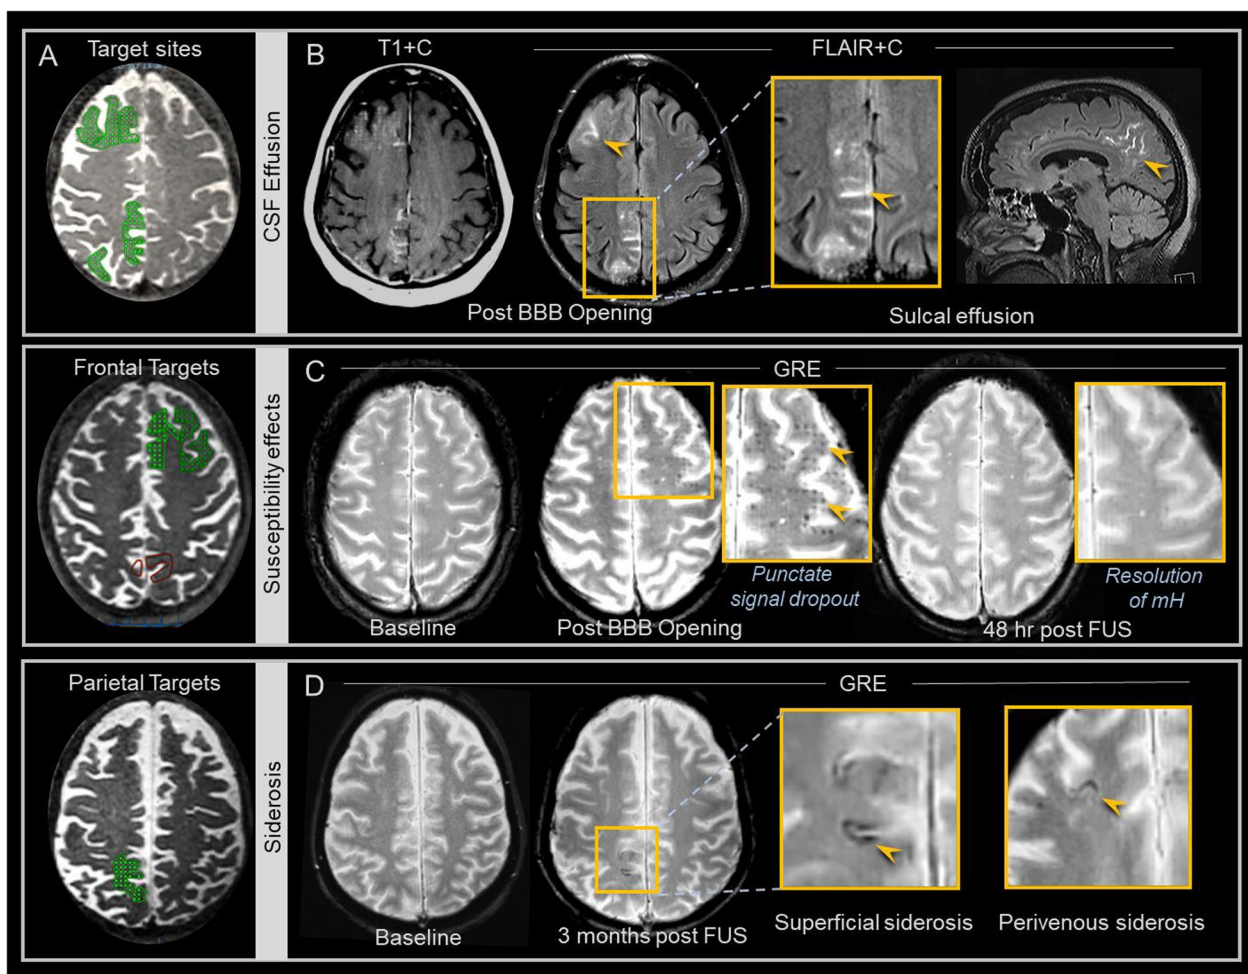 A
Target sites
CSF Effusion
B
T1+C
FLAIR+C
Post BBB Opening
Sulcal effusion
Frontal Targets
Susceptibility effects
C
GRE
Baseline
Post BBB Opening
Punctate
signal dropout
48 hr post FUS
Resolution
of mH
Parietal Targets
Siderosis
D
GRE
Baseline
3 months post FUS
Superficial siderosis
Perivenous siderosis